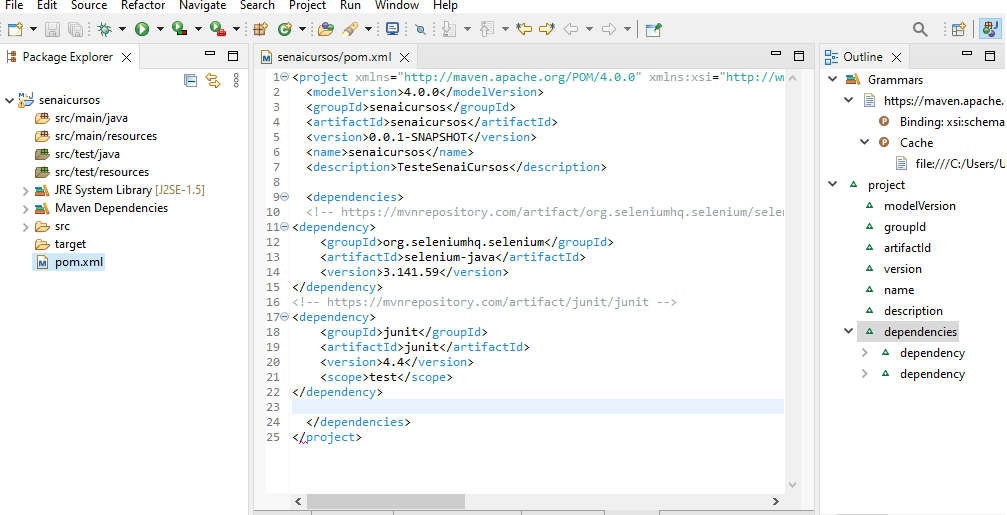 File Edit Source Refactor Navigate Search Project Run Window Help
Package Explorer
senaicursos
src/main/java
src/main/resources
src/test/java
src/test/resources
JRE System Library [J2SE-1.5]
Maven Dependencies
src
target
pom.xml
senaicursos/pom.xml
1 <project xmlns="http://maven.apache.org/POM/4.0.0" xmlns:xsi="http://w
2 <modelVersion>4.0.0</modelVersion>
3 <groupId>senaicursos</groupId>
4 <artifactId>senaicursos</artifactId>
5 <version>0.0.1-SNAPSHOT</version>
6 <name>senaicursos</name>
7 <description>TesteSenaiCursos</description>
8
9 <dependencies>
10 <!-- https://mvnrepository.com/artifact/org.seleniumhq.selenium/sele
11 <dependency>
12 <groupId>org.seleniumhq.selenium</groupId>
13 <artifactId>selenium-java</artifactId>
14 <version>3.141.59</version>
15 </dependency>
16 <!-- https://mvnrepository.com/artifact/junit/junit -->
17 <dependency>
18 <groupId>junit</groupId>
19 <artifactId>junit</artifactId>
20 <version>4.4</version>
21 <scope>test</scope>
22 </dependency>
23
24 </dependencies>
25 </project>
Outline
Grammars
https://maven.apache.
Binding: xsi:schema
Cache
file:///C:/Users/U
project
modelVersion
groupId
artifactId
version
name
description
dependencies
dependency
dependency